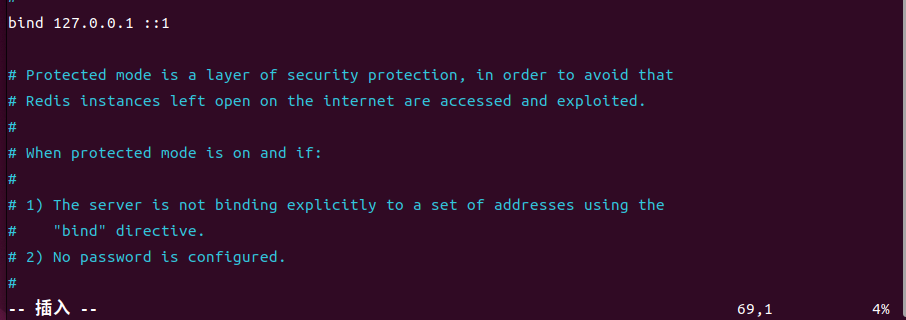 bind 127.0.0.1 ::1
# Protected mode is a layer of security protection, in order to avoid that
# Redis instances left open on the internet are accessed and exploited.
#
# When protected mode is on and if:
#
# 1) The server is not binding explicitly to a set of addresses using the
#    "bind" directive.
# 2) No password is configured.
#
-- 插入 -- 69,1 4%